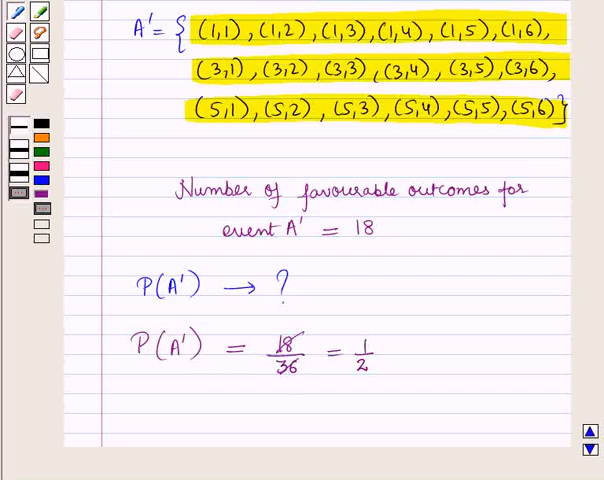 A' = { (1,1), (1,2), (1,3), (1,4), (1,5), (1,6),
(3,1), (3,2), (3,3), (3,4), (3,5), (3,6),
(5,1), (5,2), (5,3), (5,4), (5,5), (5,6) }
Number of favourable outcomes for
event A' = 18
P(A') → ?
P(A') = 18/36 = 1/2